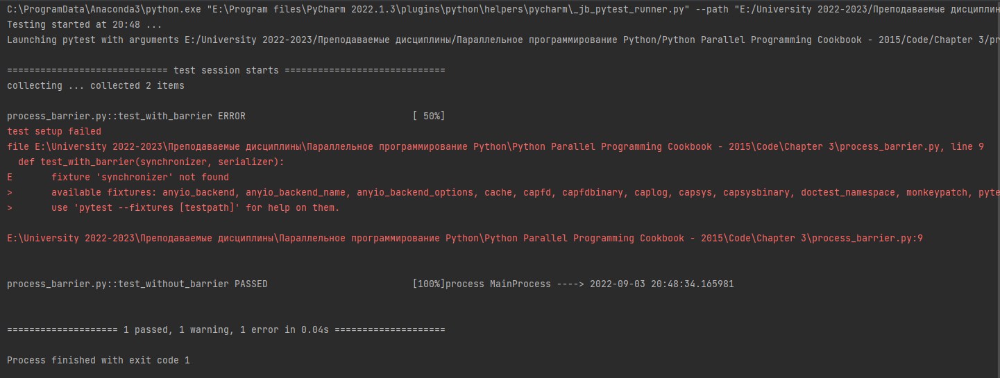 C:\ProgramData\Anaconda3\python.exe "E:\Program files\PyCharm 2022.1.3\plugins\python\helpers\pycharm\_jb_pytest_runner.py" --path "E:/University 2022-2023/Преподаваемые дисциплин
Testing started at 20:48 ...
Launching pytest with arguments E:/University 2022-2023/Преподаваемые дисциплины/Параллельное программирование Python/Python Parallel Programming Cookbook - 2015/Code/Chapter 3/pr
============================= test session starts =============================
collecting ... collected 2 items
process_barrier.py::test_with_barrier ERROR                              [ 50%]
test setup failed
file E:\University 2022-2023\Преподаваемые дисциплины\Параллельное программирование Python\Python Parallel Programming Cookbook - 2015\Code\Chapter 3\process_barrier.py, line 9
  def test_with_barrier(synchronizer, serializer):
E       fixture 'synchronizer' not found
>       available fixtures: anyio_backend, anyio_backend_name, anyio_backend_options, cache, capfd, capfdbinary, caplog, capsys, capsysbinary, doctest_namespace, monkeypatch, pyte
>       use 'pytest --fixtures [testpath]' for help on them.
E:\University 2022-2023\Преподаваемые дисциплины\Параллельное программирование Python\Python Parallel Programming Cookbook - 2015\Code\Chapter 3\process_barrier.py:9
process_barrier.py::test_without_barrier PASSED                          [100%]process MainProcess ----> 2022-09-03 20:48:34.165981
==================== 1 passed, 1 warning, 1 error in 0.04s ====================
Process finished with exit code 1